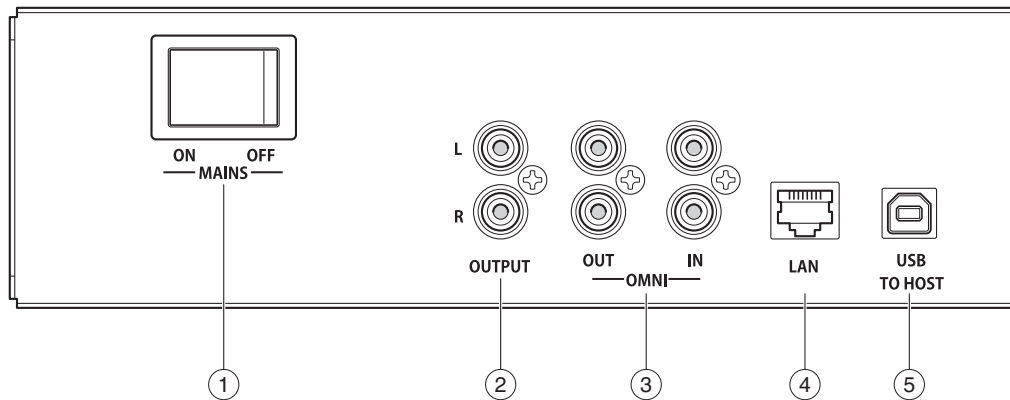 ON OFF
MAINS
L
R
OUTPUT
OUT IN
OMNI
LAN
USB
TO HOST
1 2 3 4 5